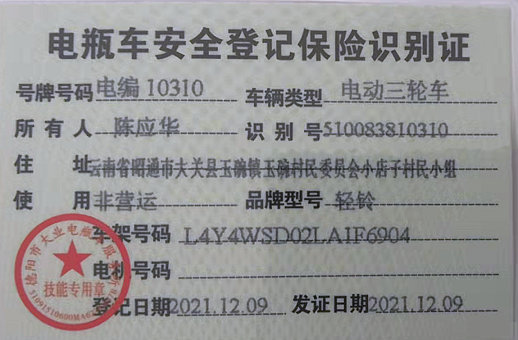 电瓶车安全登记保险识别证
号牌号码 电编 10310 车辆类型 电动三轮车
所有人 陈应华 识别号 510083810310
住址 云南省昭通市大关县玉碗镇玉碗村民委员会小店子村民小组
使用 非营运 品牌型号 轻铃
车架号码 L4Y4WSD02LA1F6904
电机号码
登记日期 2021.12.09 发证日期 2021.12.09
技能专用章